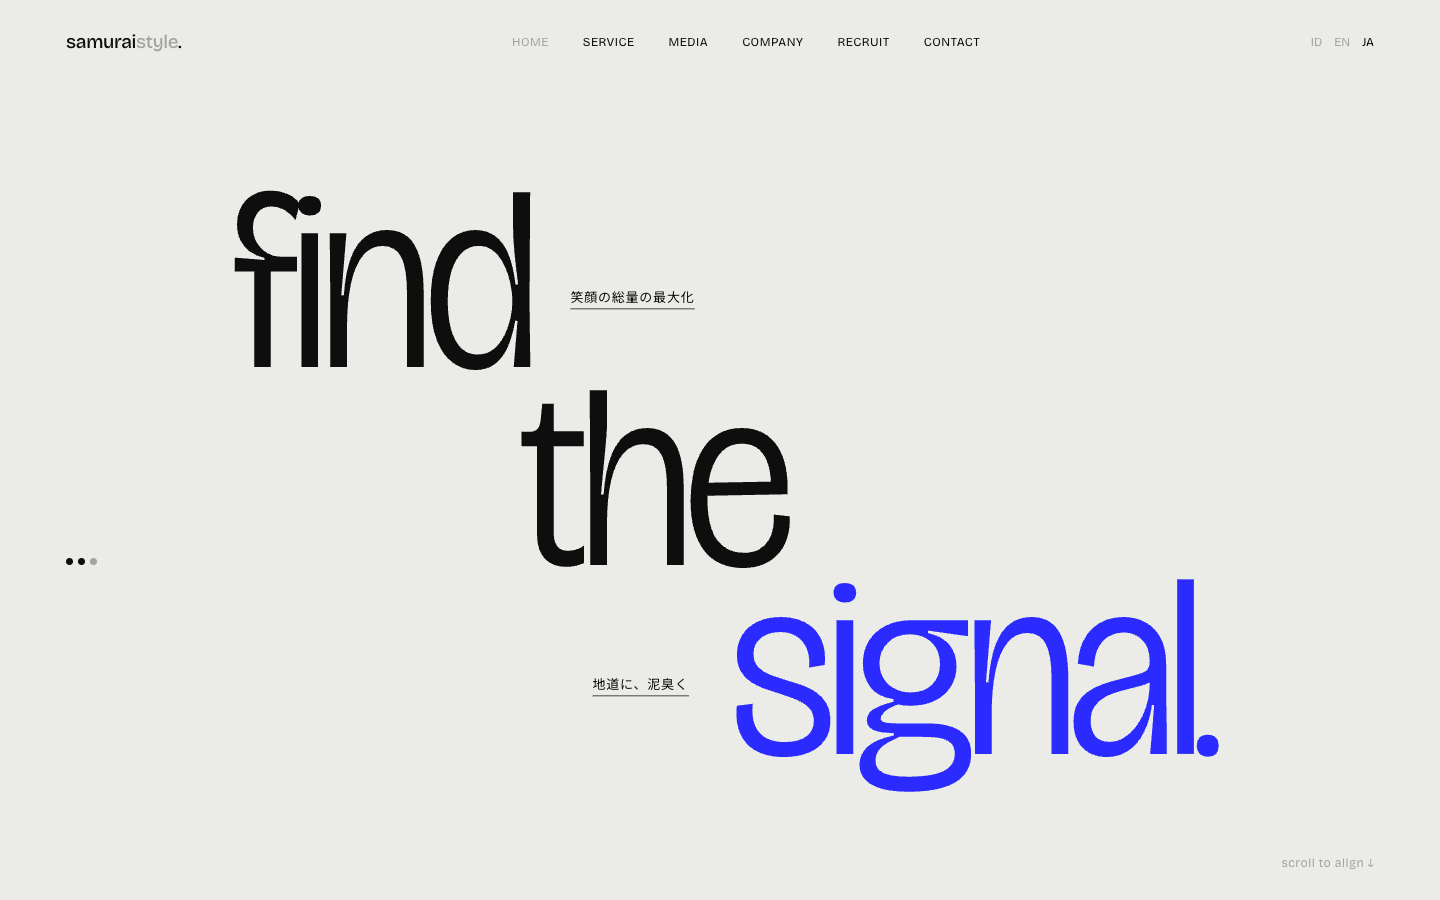 samuraistyle.
HOME SERVICE MEDIA COMPANY RECRUIT CONTACT
ID EN JA
find
笑顔の総量の最大化
the
signal.
地道に、泥臭く
scroll to align ↓